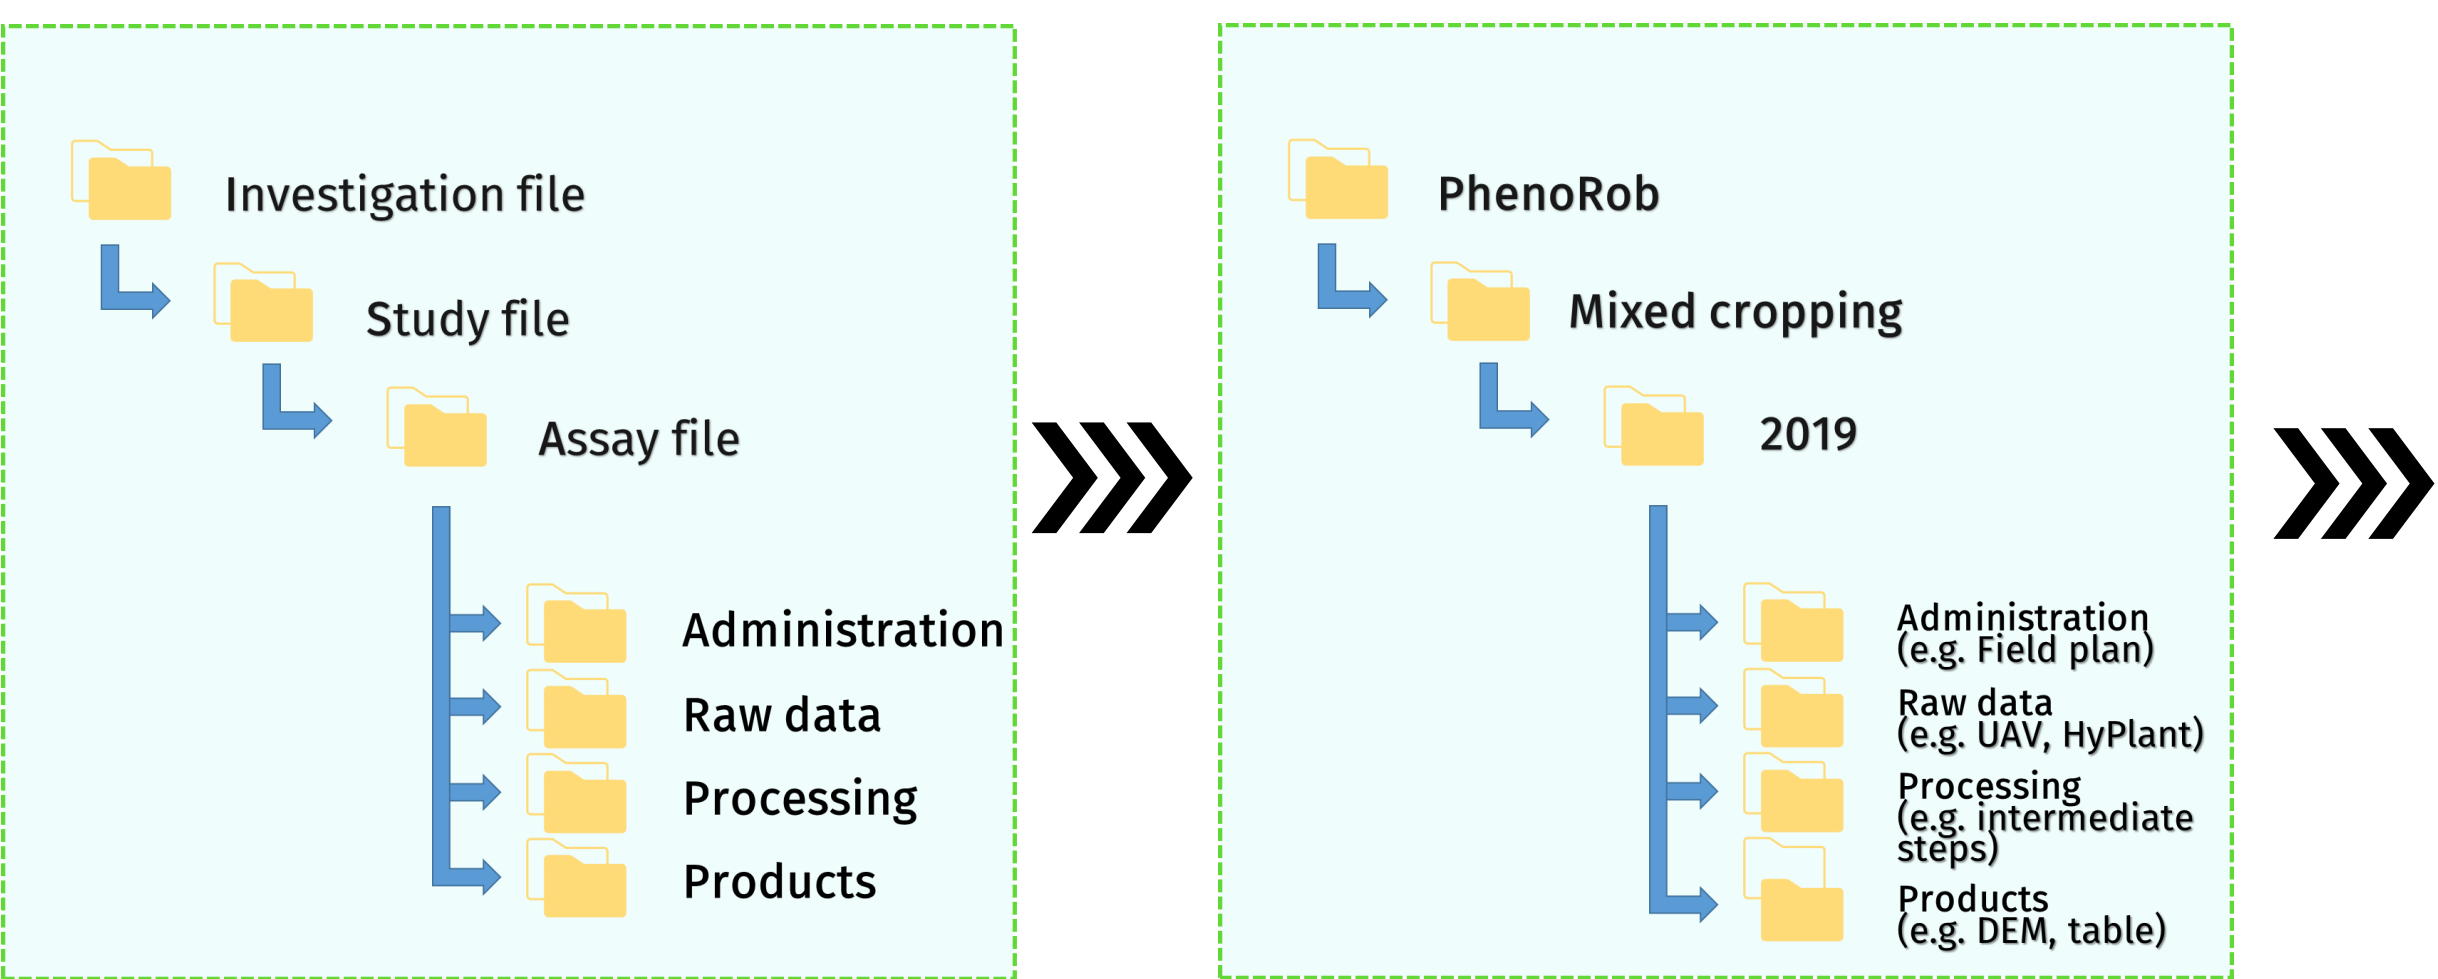 Investigation file
Study file
Assay file
Administration
Raw data
Processing
Products
PhenoRob
Mixed cropping
2019
Administration
(e.g. Field plan)
Raw data
(e.g. UAV, HyPlant)
Processing
(e.g. intermediate
steps)
Products
(e.g. DEM, table)